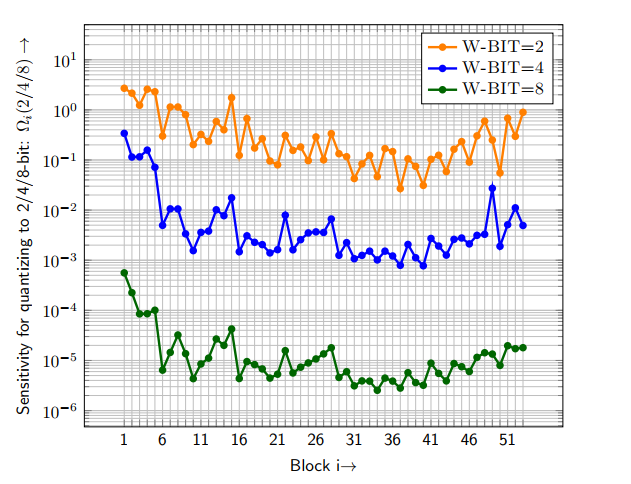 W-BIT=2
W-BIT=4
W-BIT=8
Sensitivity for quantizing to 2/4/8-bit: Ωᵢ(2/4/8) →
10¹
10⁰
10⁻¹
10⁻²
10⁻³
10⁻⁴
10⁻⁵
10⁻⁶
1 6 11 16 21 26 31 36 41 46 51
Block i→